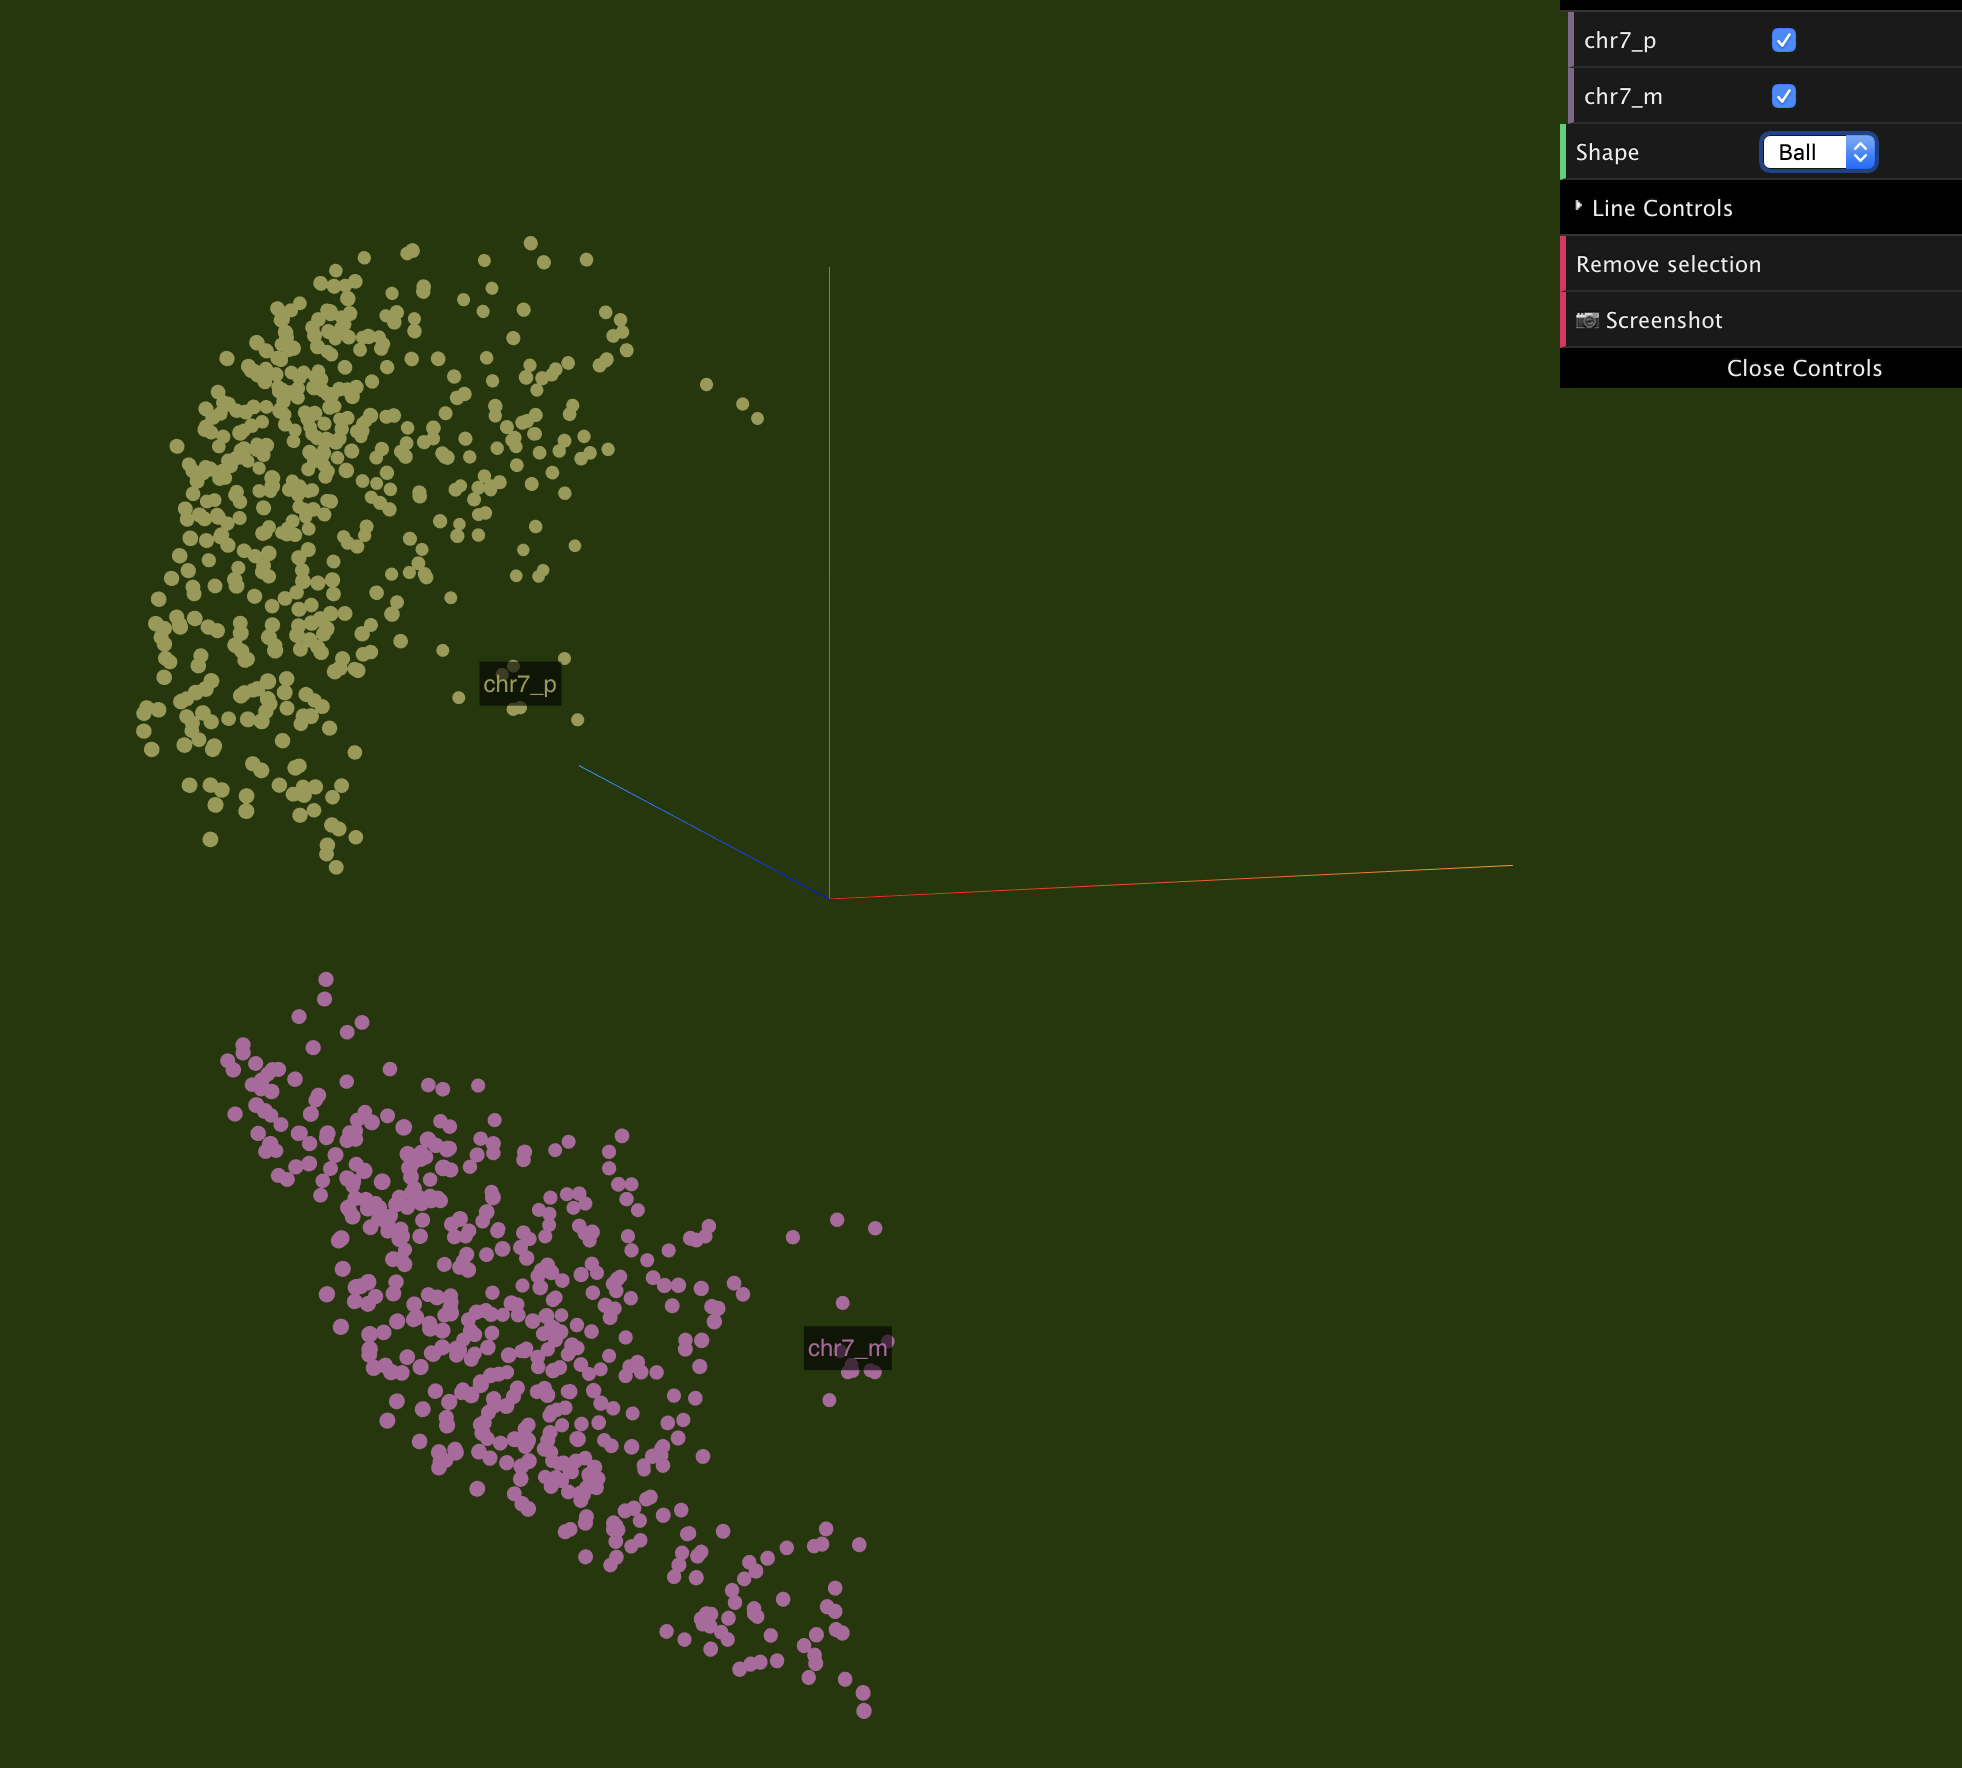 chr7_p
chr7_m
Shape Ball
Line Controls
Remove selection
Screenshot
Close Controls
chr7_p
chr7_m